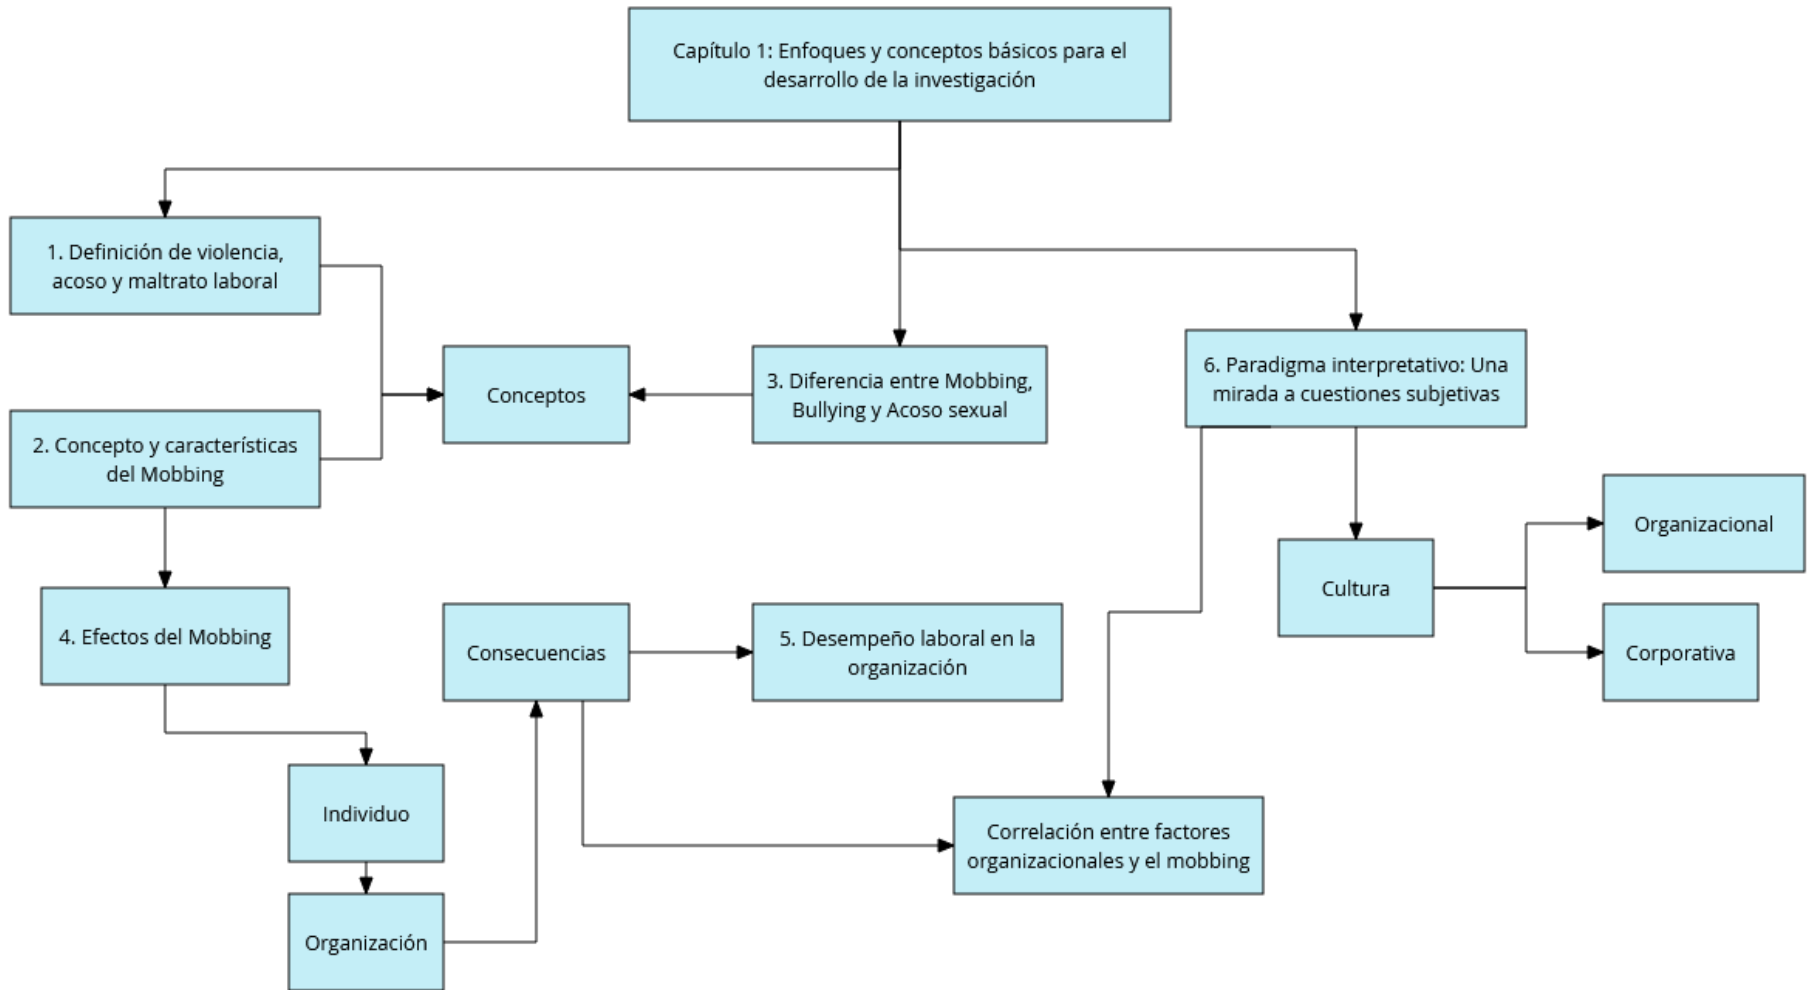 Capítulo 1: Enfoques y conceptos básicos para el
desarrollo de la investigación
1. Definición de violencia,
acoso y maltrato laboral
Conceptos
3. Diferencia entre Mobbing,
Bullying y Acoso sexual
6. Paradigma interpretativo: Una
mirada a cuestiones subjetivas
2. Concepto y característicás
del Mobbing
Organizacional
Cultura
Corporativa
4. Efectos del Mobbing
Consecuencias
5. Desempeño laboral en la
organización
Individuo
Correlación entre factores
organizacionales y el mobbing
Organización